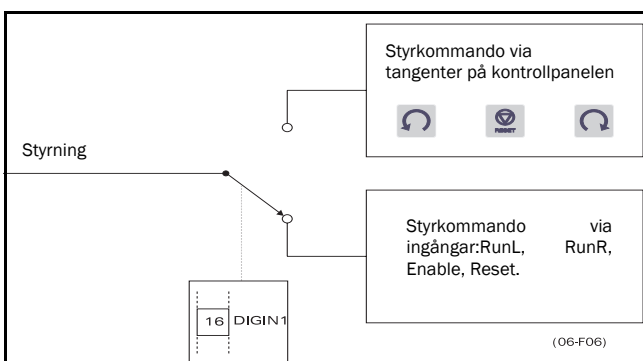 Styrkommando via
tangenter på kontrollpanelen
RESET
Styrning
Styrkommando via
ingångar:RunL, RunR,
Enable, Reset.
16 DIGIN1
(06-F06)